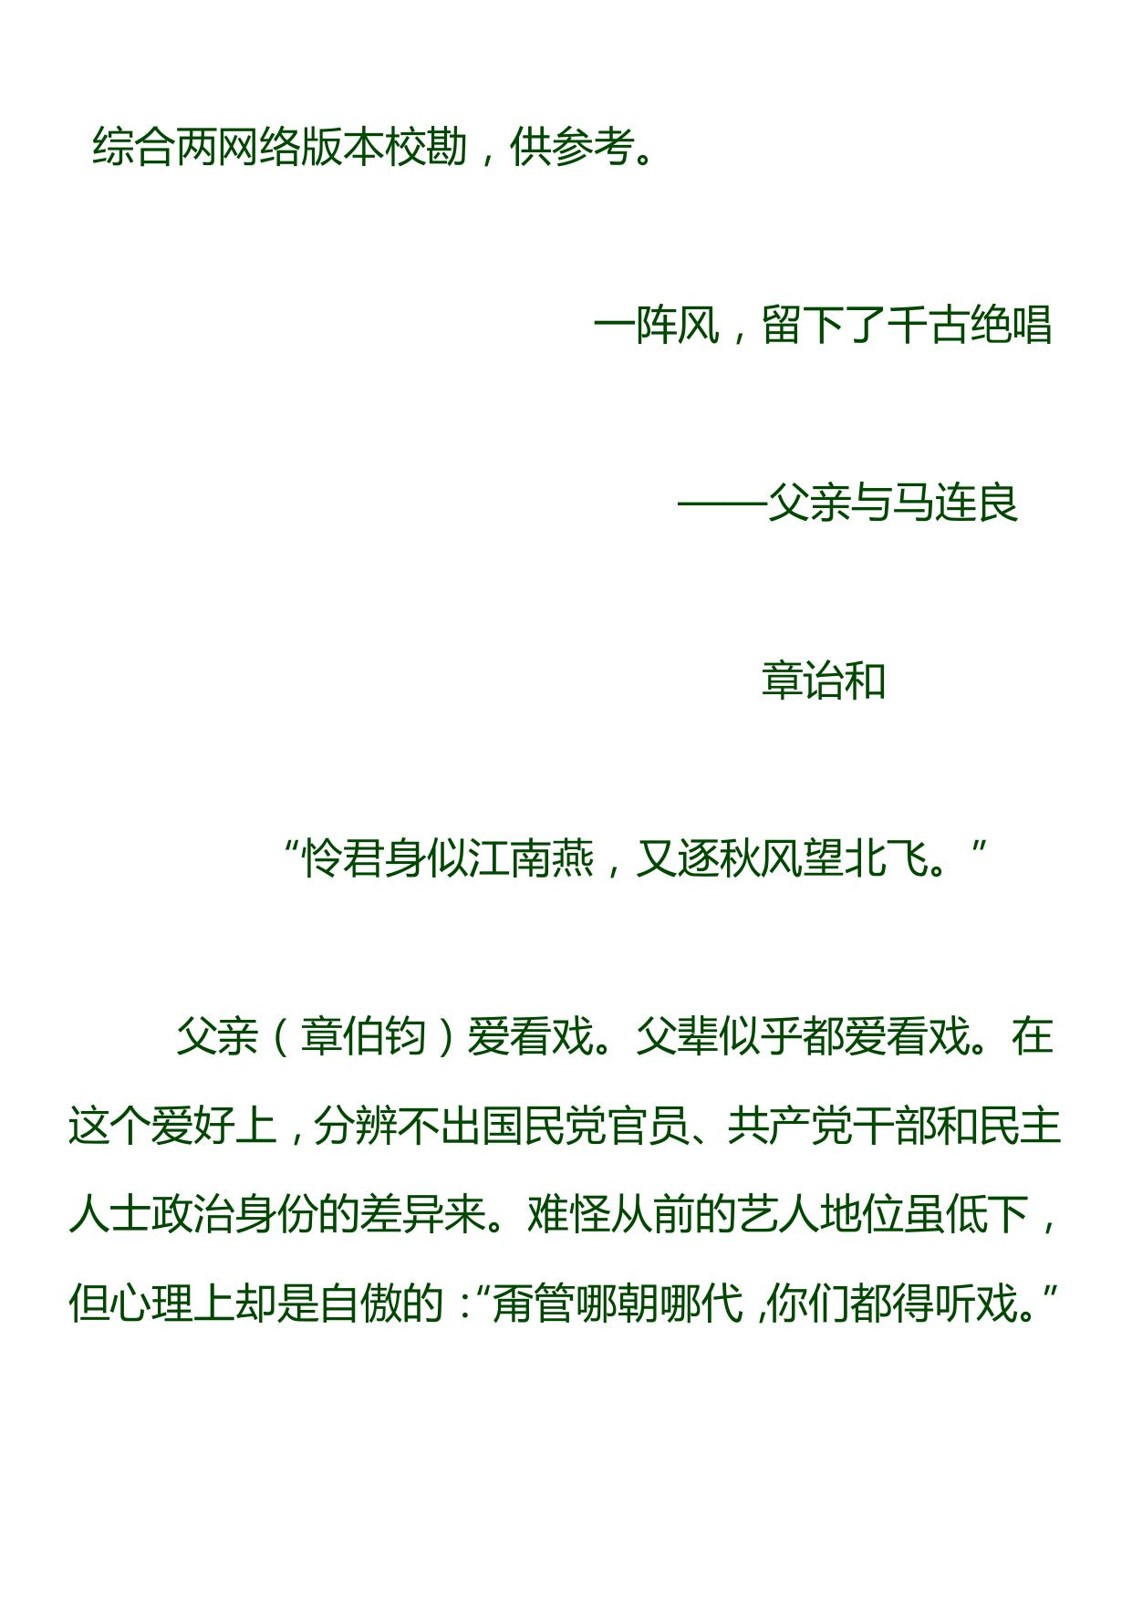 综合两网络版本校勘，供参考。
一阵风，留下了千古绝唱
——父亲与马连良
章诒和
“怜君身似江南燕，又逐秋风望北飞。”
父亲（章伯钧）爱看戏。父辈似乎都爱看戏。在
这个爱好上，分辨不出国民党官员、共产党干部和民主
人士政治身份的差异来。难怪从前的艺人地位虽低下，
但心理上却是自傲的：“甭管哪朝哪代，你们都得听戏。”